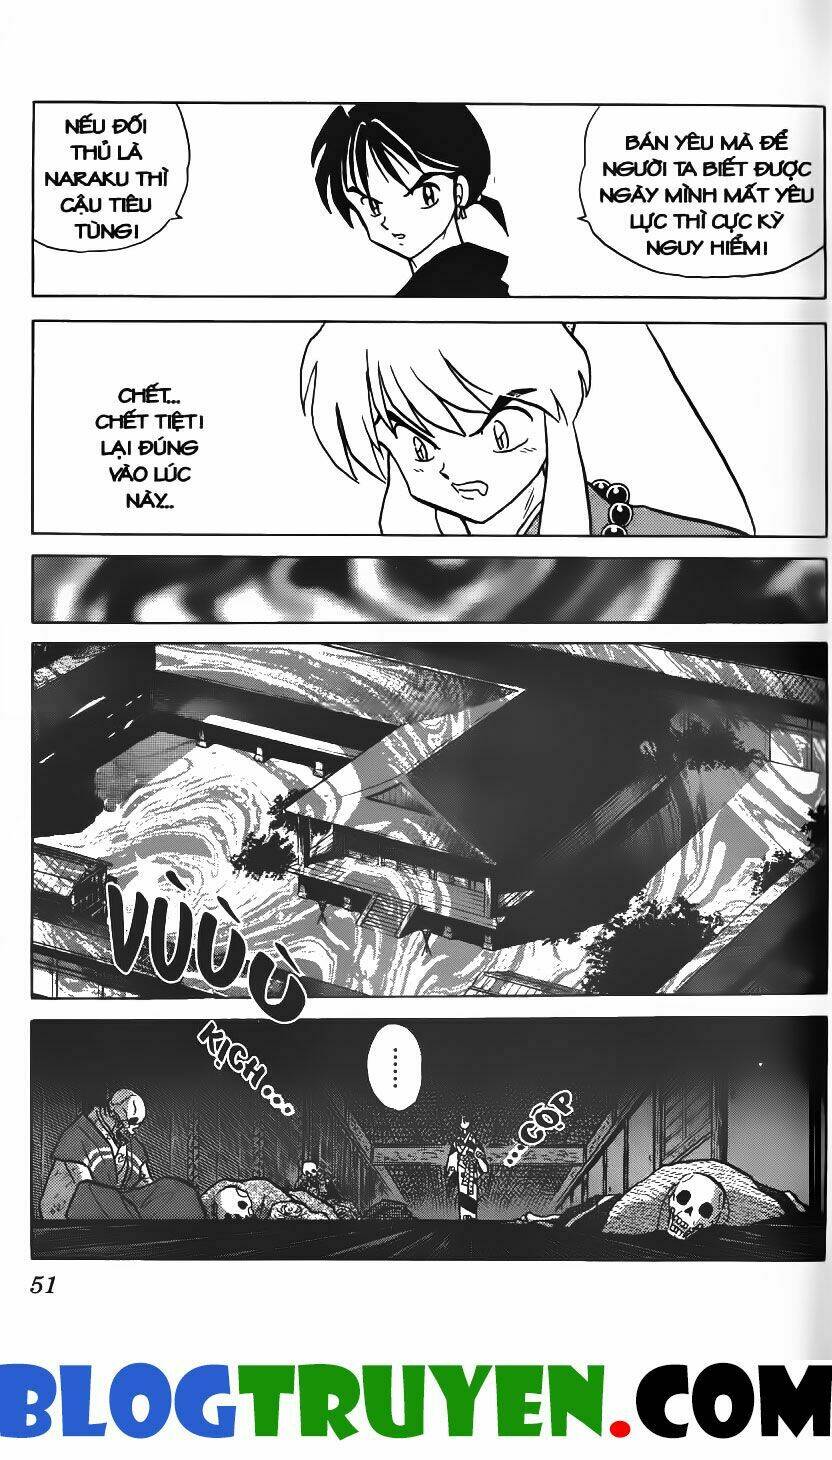 NẾU ĐỐI
THỦ LÀ
NARAKU THÌ
CẬU TIÊU
TÙNG!
BÁN YÊU MÀ ĐỂ
NGƯỜI TA BIẾT ĐƯỢC
NGÀY MÌNH MẤT YÊU
LỰC THÌ CỰC KỲ
NGUY HIỂM!
CHẾT...
CHẾT TIỆT!
LẠI ĐÚNG
VÀO LÚC
NÀY...
VÙÙÙ
KỊCH...
......
...CỘP
51
BLOGTRUYEN.COM